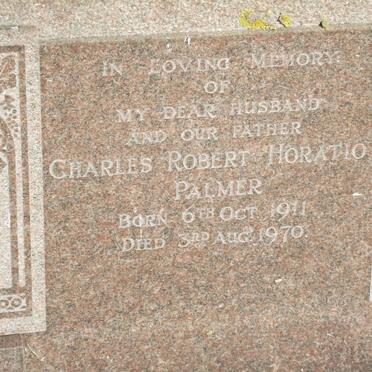 IN LOVING MEMORY
OF
MY DEAR HUSBAND
AND OUR FATHER
CHARLES ROBERT HORATIO
PALMER
BORN 6TH OCT. 1911
DIED 3RD AUG. 1970.